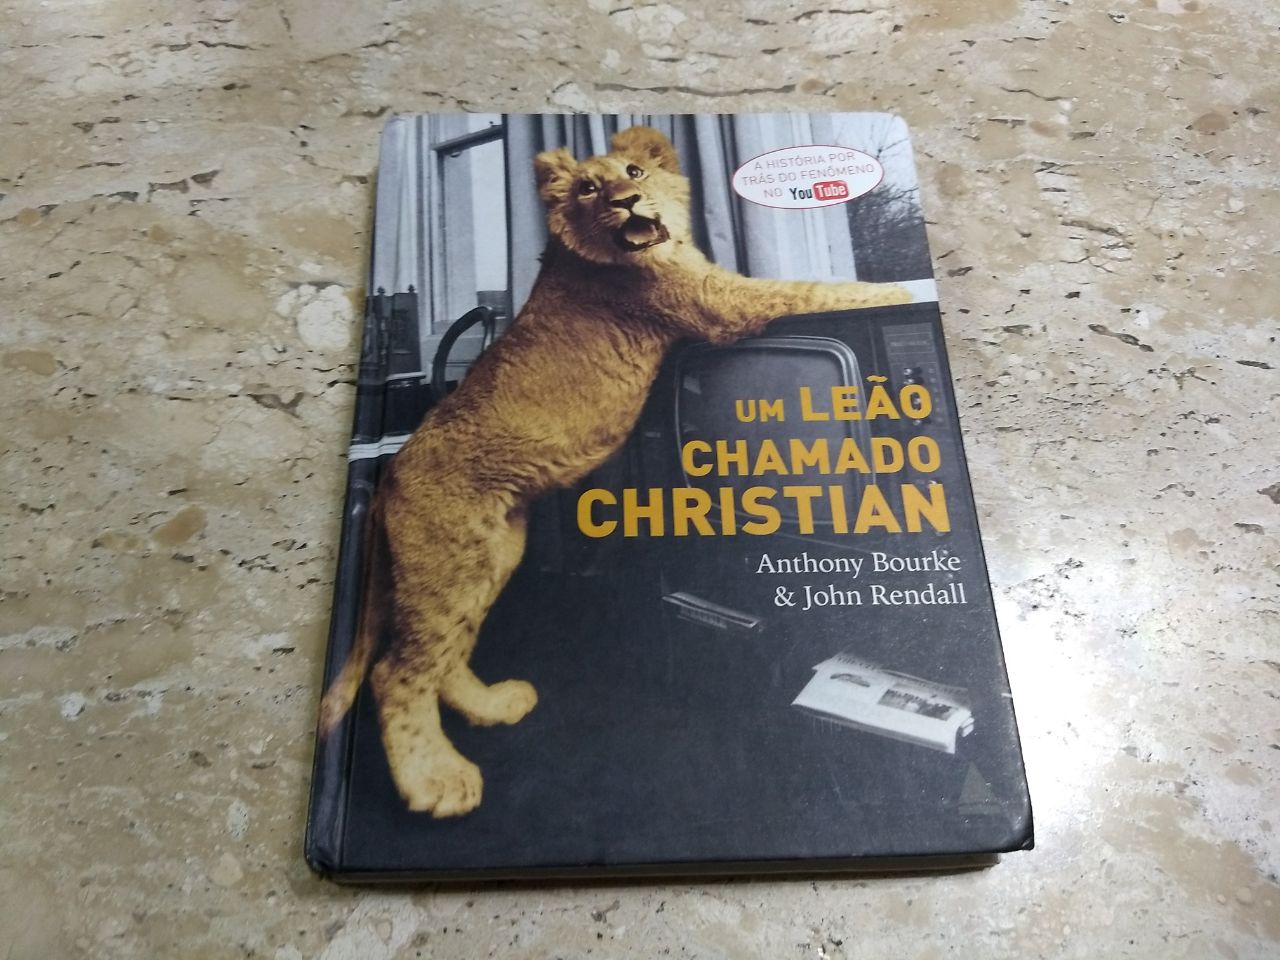 A HISTÓRIA POR
TRÁS DO FENÔMENO
NO YouTube
UM LEÃO
CHAMADO
CHRISTIAN
Anthony Bourke
& John Rendall